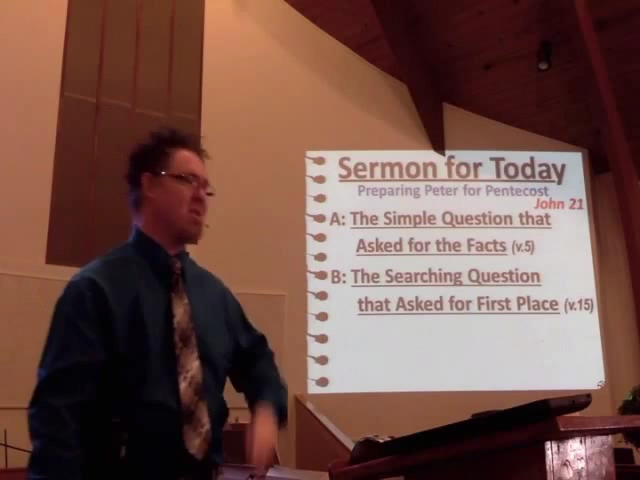 Sermon for Today
Preparing Peter for Pentecost
John 21
A: The Simple Question that
Asked for the Facts (v.5)
B: The Searching Question
that Asked for First Place (v.15)